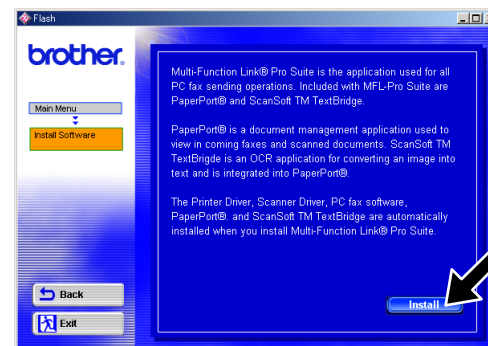 Flash
brother.
Main Menu
Install Software
Multi-Function Link® Pro Suite is the application used for all
PC fax sending operations. Included with MFL-Pro Suite are
PaperPort® and ScanSoft TM TextBridge.
PaperPort® is a document management application used to
view in coming faxes and scanned documents. ScanSoft TM
TextBrigde is an OCR application for converting an image into
text and is integrated into PaperPort®.
The Printer Driver, Scanner Driver, PC fax software,
PaperPort®. and ScanSoft TM TextBridge are automatically
installed when you install Multi-Function Link® Pro Suite.
Back
Install
Exit